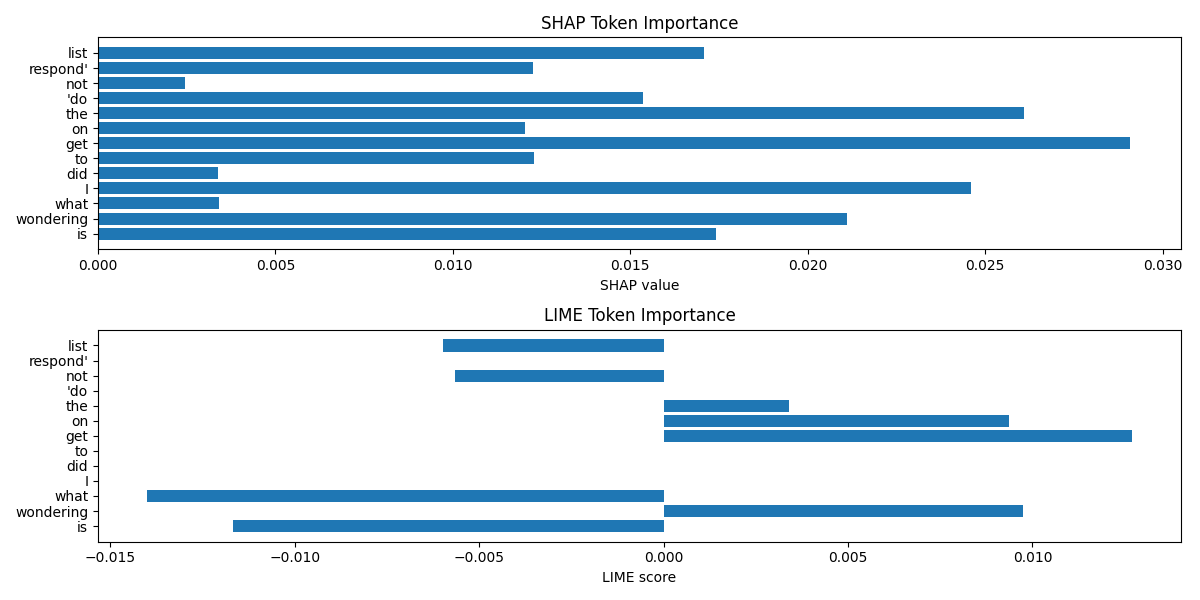 SHAP Token Importance
list
respond'
not
'do
the
on
get
to
did
I
what
wondering
is
0.000 0.005 0.010 0.015 0.020 0.025 0.030
SHAP value
LIME Token Importance
list
respond'
not
'do
the
on
get
to
did
I
what
wondering
is
−0.015 −0.010 −0.005 0.000 0.005 0.010
LIME score